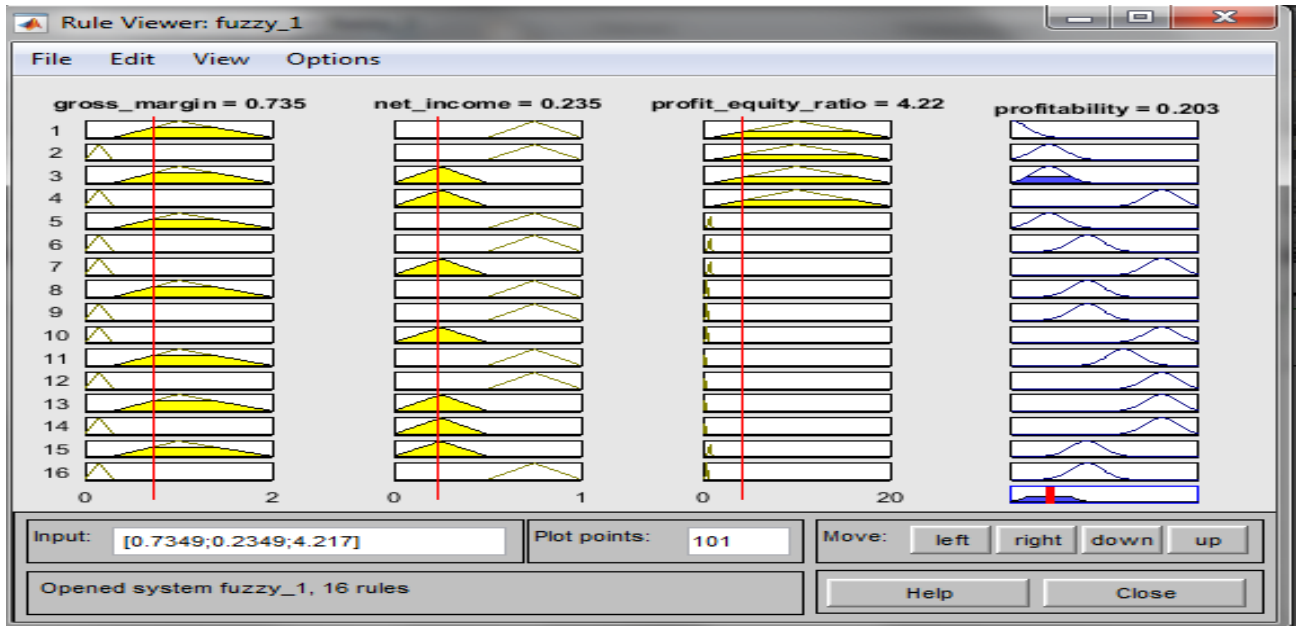 Rule Viewer: fuzzy_1
File Edit View Options
gross_margin = 0.735 net_income = 0.235 profit_equity_ratio = 4.22 profitability = 0.203
1
2
3
4
5
6
7
8
9
10
11
12
13
14
15
16
0 2 0 1 0 20
Input: [0.7349;0.2349;4.217] Plot points: 101 Move: left right down up
Opened system fuzzy_1, 16 rules Help Close